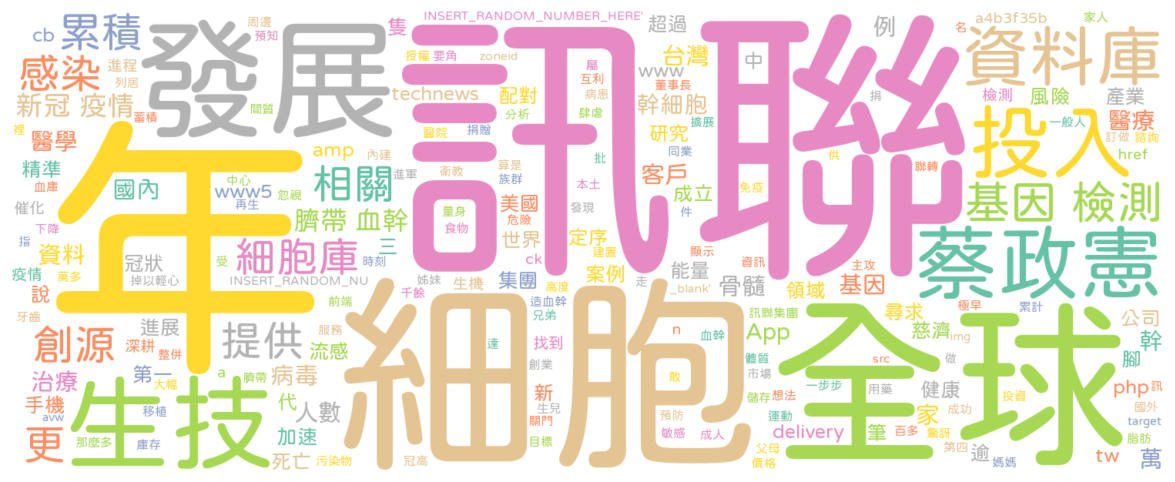 訊聯
年
細胞
全球
發展
生技
蔡政憲
投入
資料庫
基因 檢測
相關
累積
感染
新冠 疫情
創源
提供
細胞庫
臍帶 血幹
更
醫學
精準
國內
資料
隻
cb
周邊
預知
進程
列居
間質
蓄積
授權
要角
zoneid
INSERT_RANDOM_NUMBER_HERE'
technews
配對
分析
醫院
捐贈
衛教
算是
族群
amp
內建
進軍
www5
中心
再生
忽視
血庫
催化
下降
裡
指
萬多
疫情
說
牙齒
冠狀
掉以輕心
受
時刻
三
INSERT_RANDOM_NU
千餘
姊妹
前端
服務
流感
進展
深耕
整併
第一
大幅
a
臍帶
病毒
代
人數
加速
死亡
污染物
冠高
治療
手機
avw
移植
那麼多
庫存
量身
食物
美國
危險
世界
ck
集團
生機
高度
造血幹
兄弟
達
找到
創業
新
生兒
關門
目標
屬
互利
病患
肆虐
批
本土
發現
定序
件
建置
案例
走
台灣
超過
www
董事長
幹細胞
擴展
研究
同業
客戶
成立
免疫
顯示
資訊
能量
_blank'
骨髓
領域
主攻
基因
中
例
捐
供
聯轉
名
a4b3f35b
家人
檢測
風險
產業
一般人
醫療
訂做
諮詢
href
訊聯集團
App
n
血幹
敢
預防
敏感
成人
體質
市場
儲存
運動
delivery
父母
價格
筆
百多
想法
一步步
src
用藥
做
尋求
慈濟
img
極早
累計
健康
成功
家
驚訝
第四
逾
媽媽
投資
公司
幹
腳
php
訊
國外
target
脂肪
tw
萬